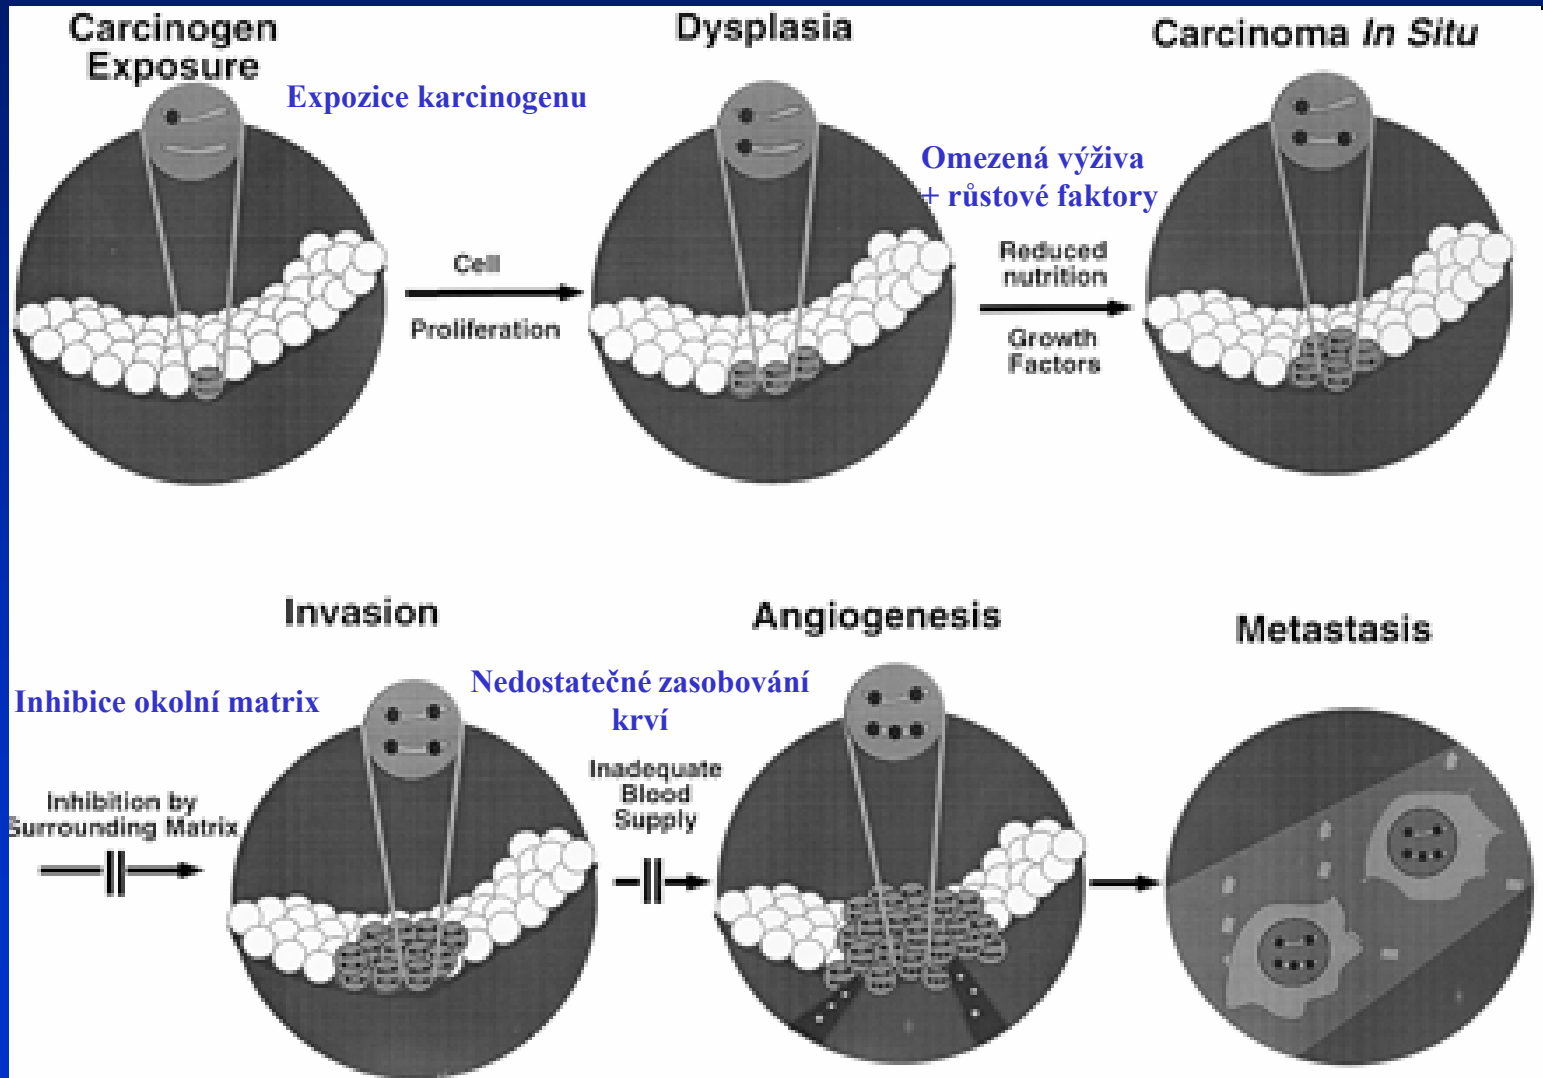 Carcinogen
Exposure
Expozice karcinogenu
Cell
Proliferation
Dysplasia
Omezená výživa
+ růstové faktory
Reduced
nutrition
Growth
Factors
Carcinoma In Situ
Inhibice okolní matrix
Inhibition by
Surrounding Matrix
Invasion
Nedostatečné zasobování
krví
Inadequate
Blood
Supply
Angiogenesis
Metastasis